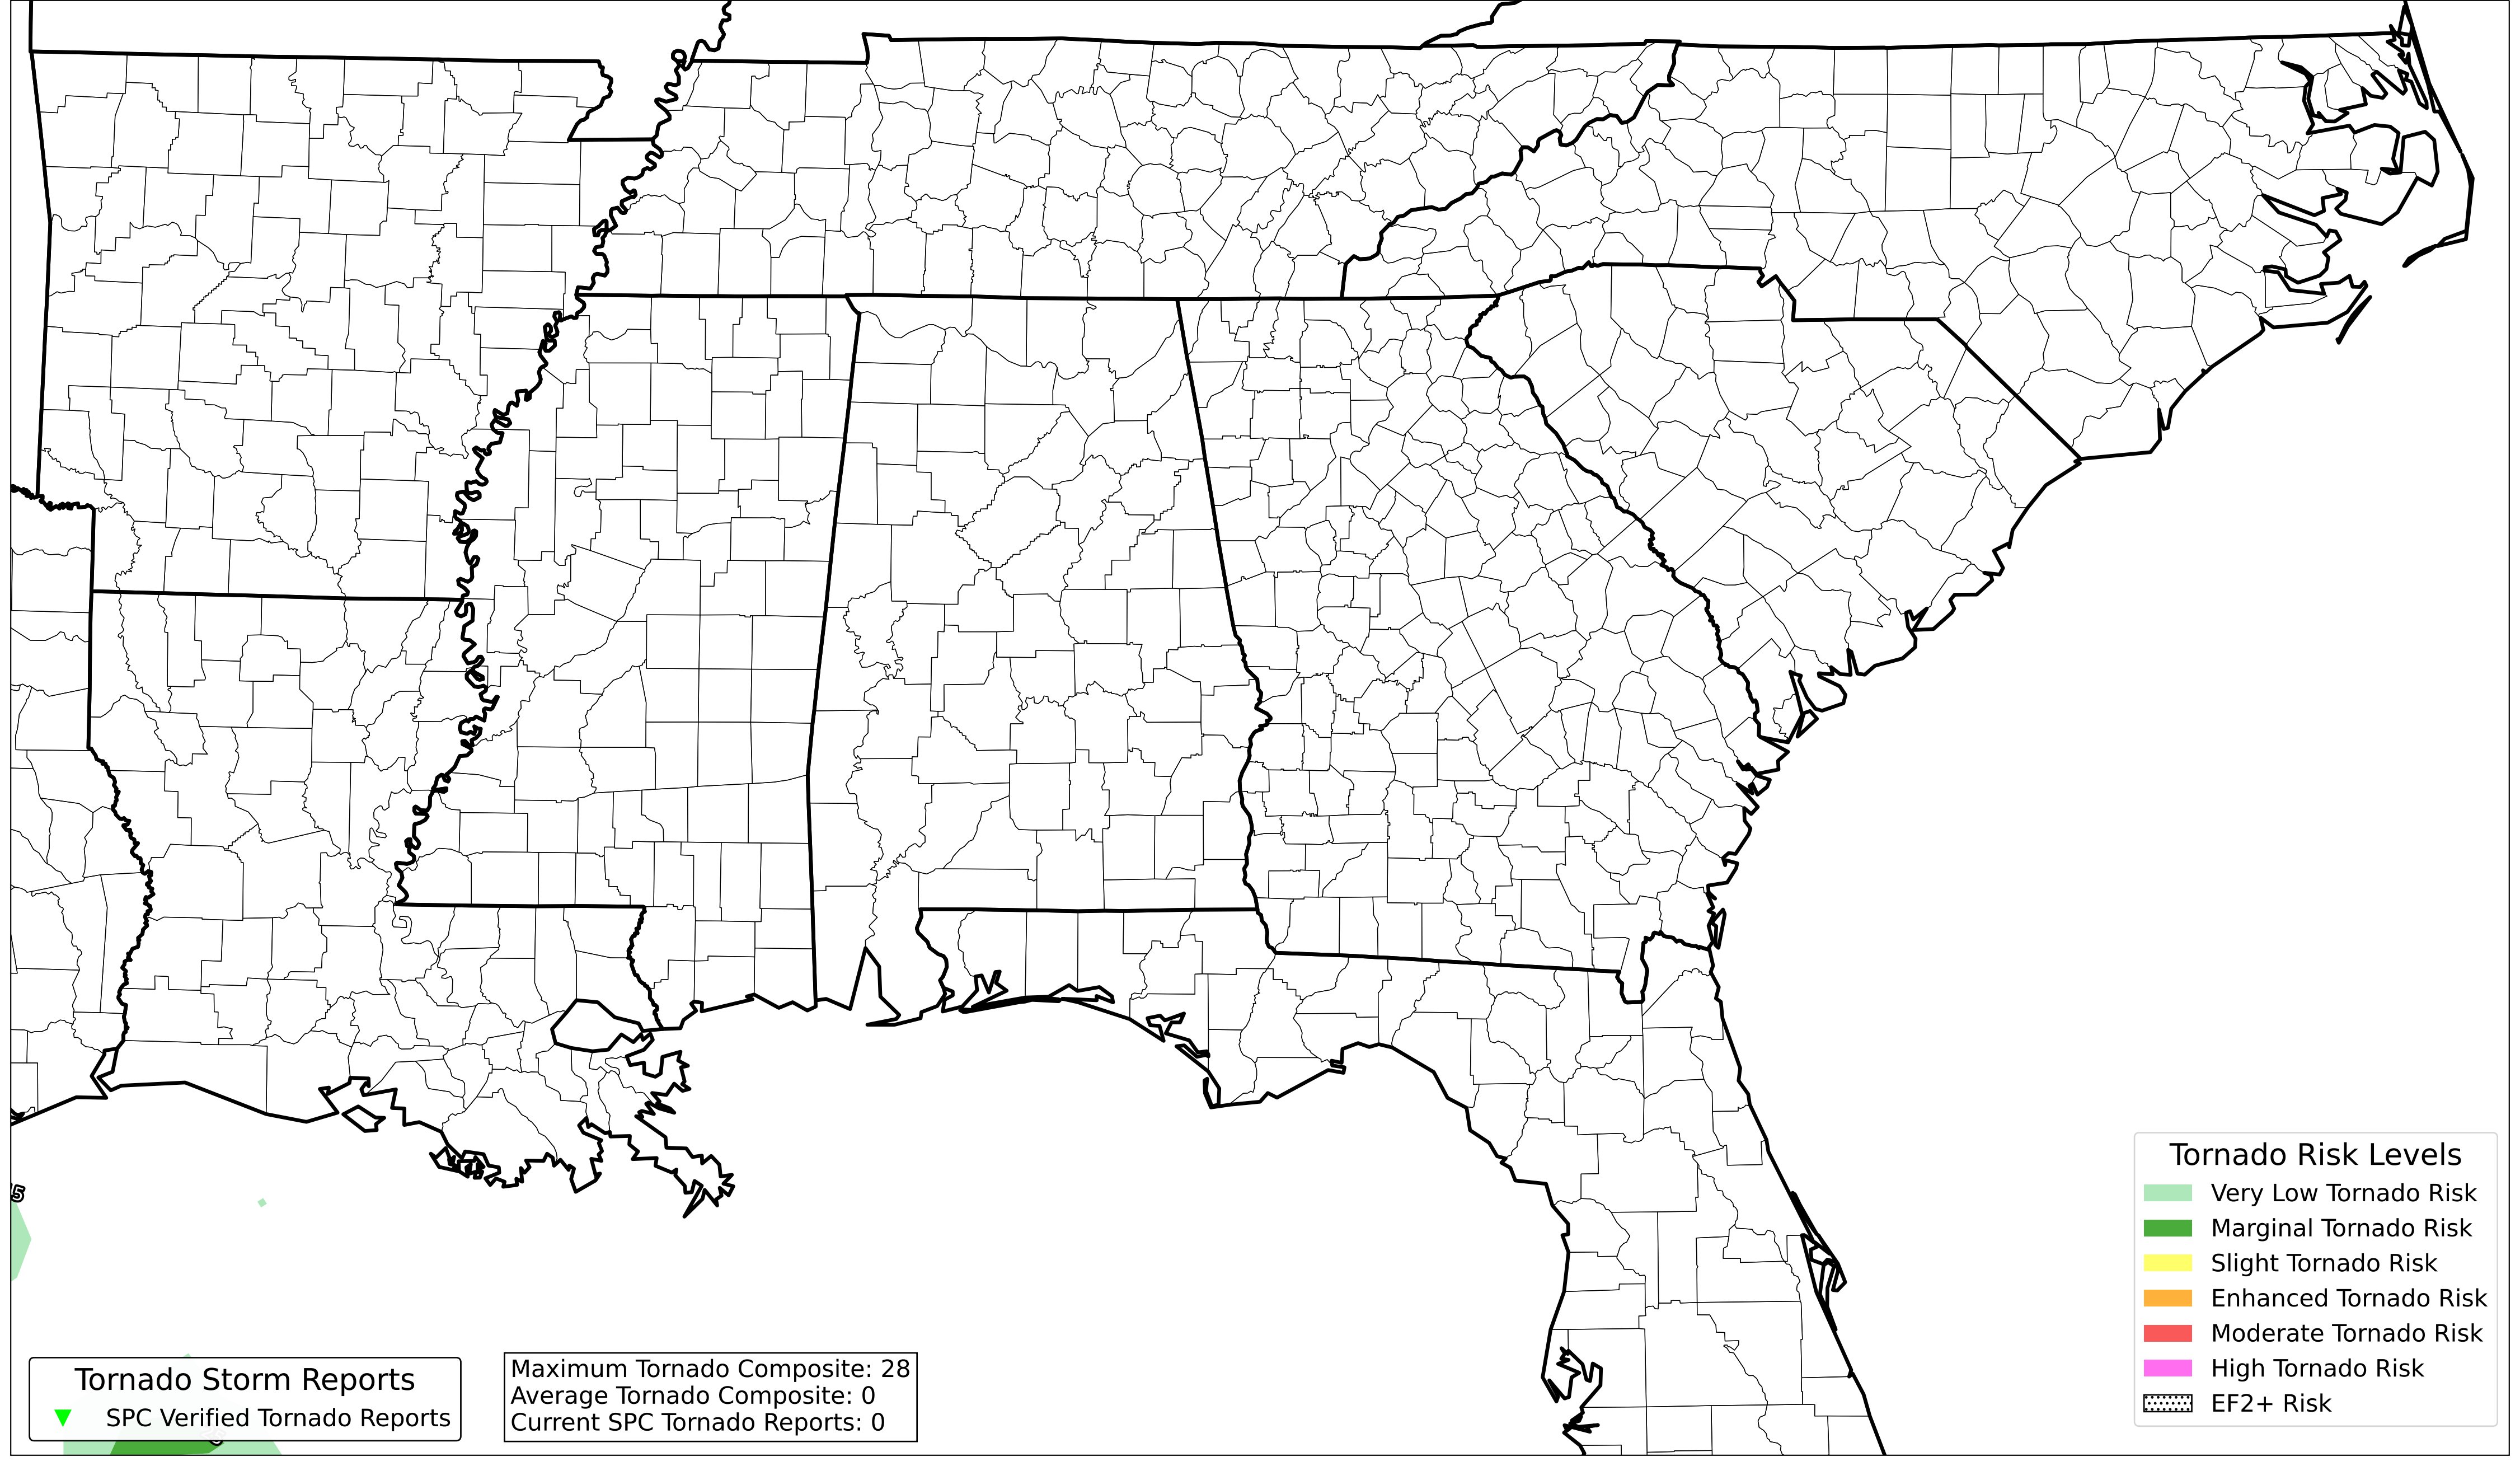 5
Tornado Storm Reports
SPC Verified Tornado Reports
Maximum Tornado Composite: 28
Average Tornado Composite: 0
Current SPC Tornado Reports: 0
Tornado Risk Levels
Very Low Tornado Risk
Marginal Tornado Risk
Slight Tornado Risk
Enhanced Tornado Risk
Moderate Tornado Risk
High Tornado Risk
EF2+ Risk